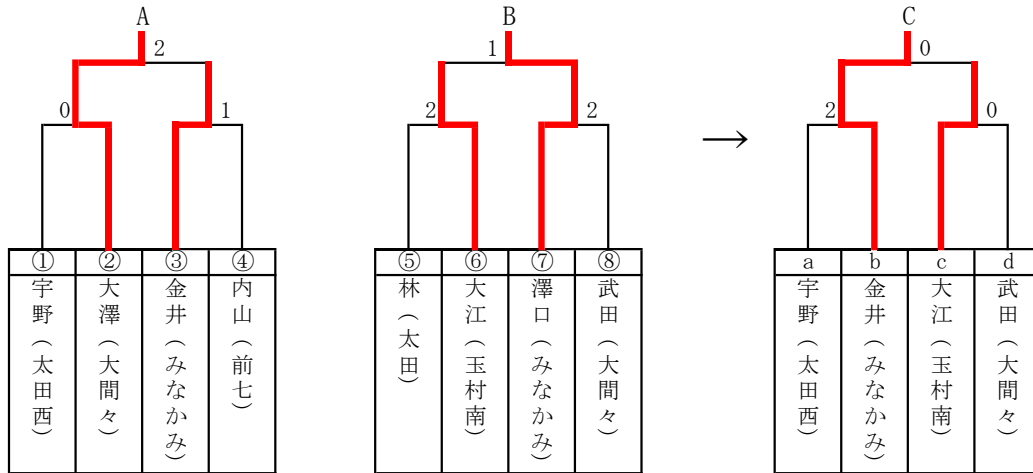 A
2
0
1
① ② ③ ④
宇野（太田西）
大澤（大間々）
金井（みなかみ）
内山（前七）
B
1
2
2
⑤ ⑥ ⑦ ⑧
林（太田）
大江（玉村南）
澤口（みなかみ）
武田（大間々）
→
C
0
2
0
a b c d
宇野（太田西）
金井（みなかみ）
大江（玉村南）
武田（大間々）